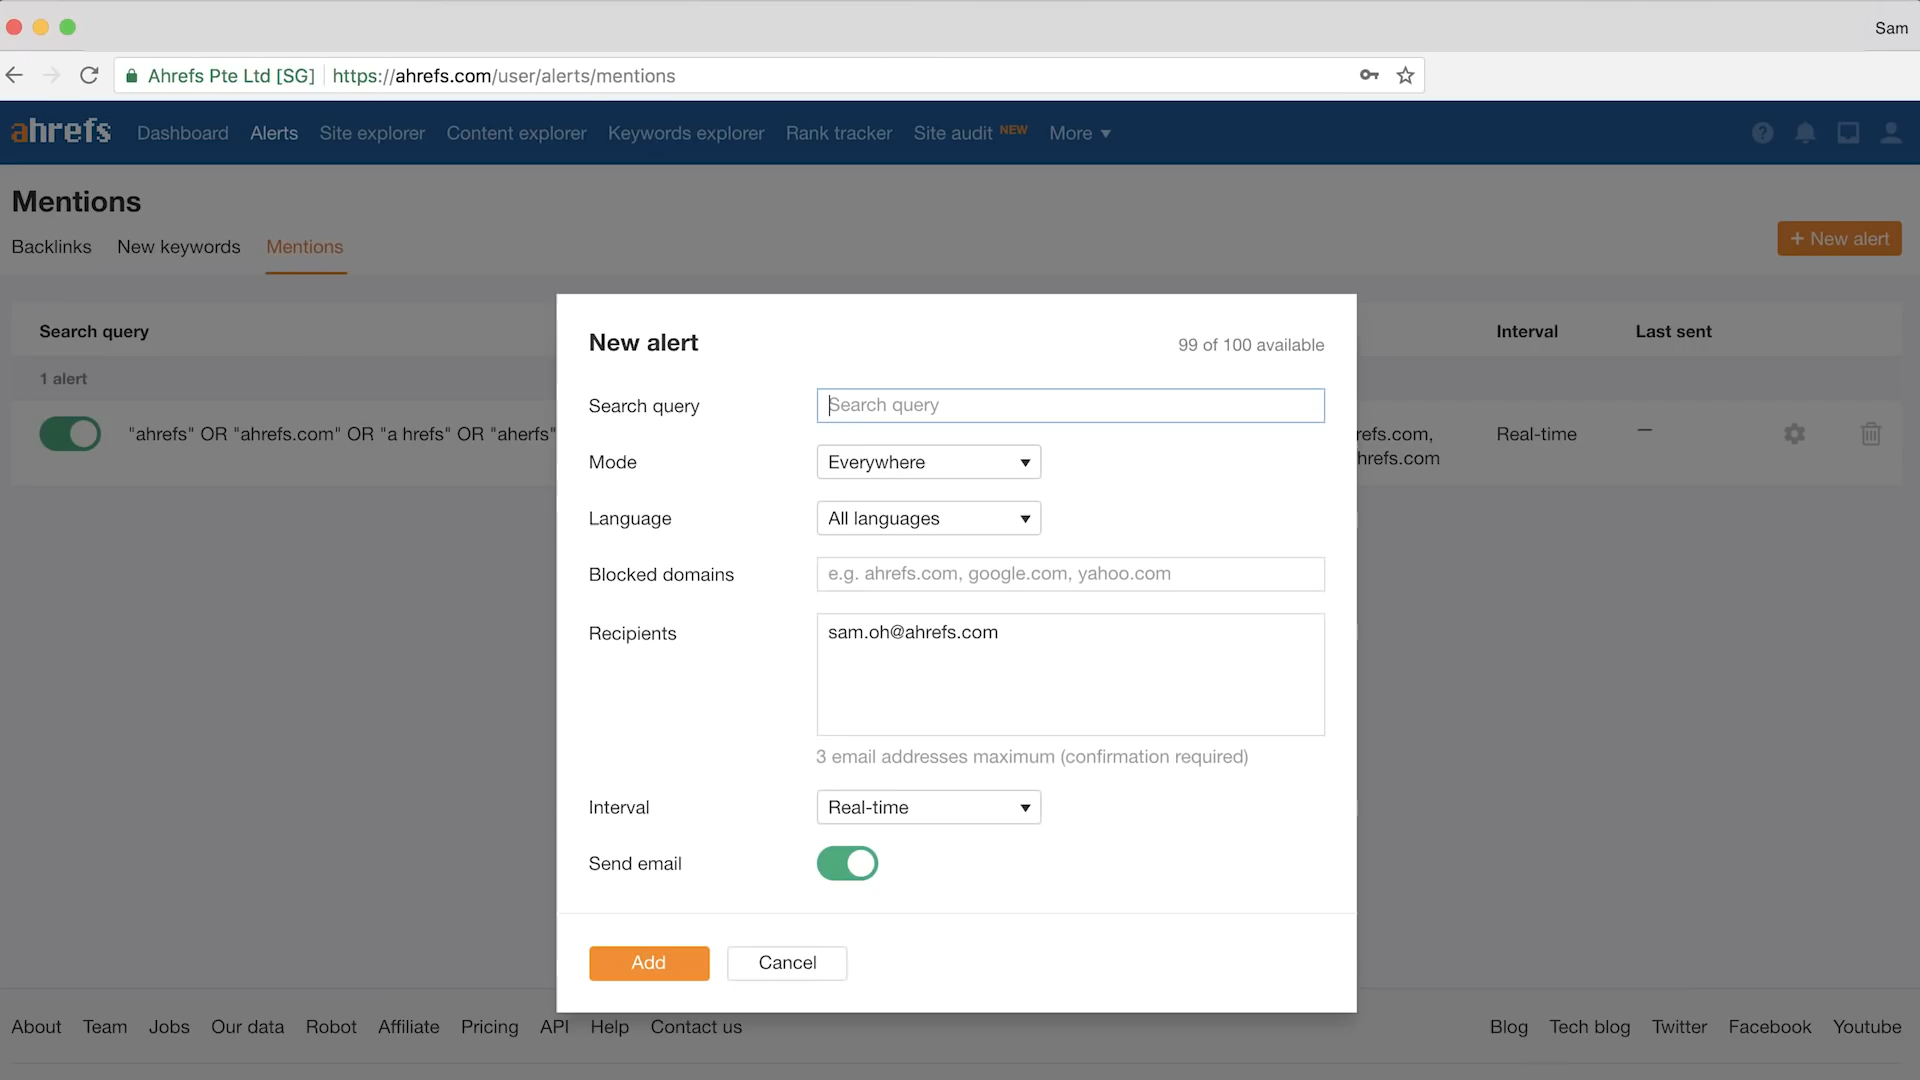 Sam
Ahrefs Pte Ltd [SG] https://ahrefs.com/user/alerts/mentions
ahrefs Dashboard Alerts Site explorer Content explorer Keywords explorer Rank tracker Site audit NEW More
Mentions
Backlinks New keywords Mentions
+ New alert
Search query Interval Last sent
1 alert
"ahrefs" OR "ahrefs.com" OR "a hrefs" OR "aherfs" refs.com, Real-time —
hrefs.com
New alert 99 of 100 available
Search query Search query
Mode Everywhere
Language All languages
Blocked domains e.g. ahrefs.com, google.com, yahoo.com
Recipients sam.oh@ahrefs.com
3 email addresses maximum (confirmation required)
Interval Real-time
Send email
Add Cancel
About Team Jobs Our data Robot Affiliate Pricing API Help Contact us Blog Tech blog Twitter Facebook Youtube